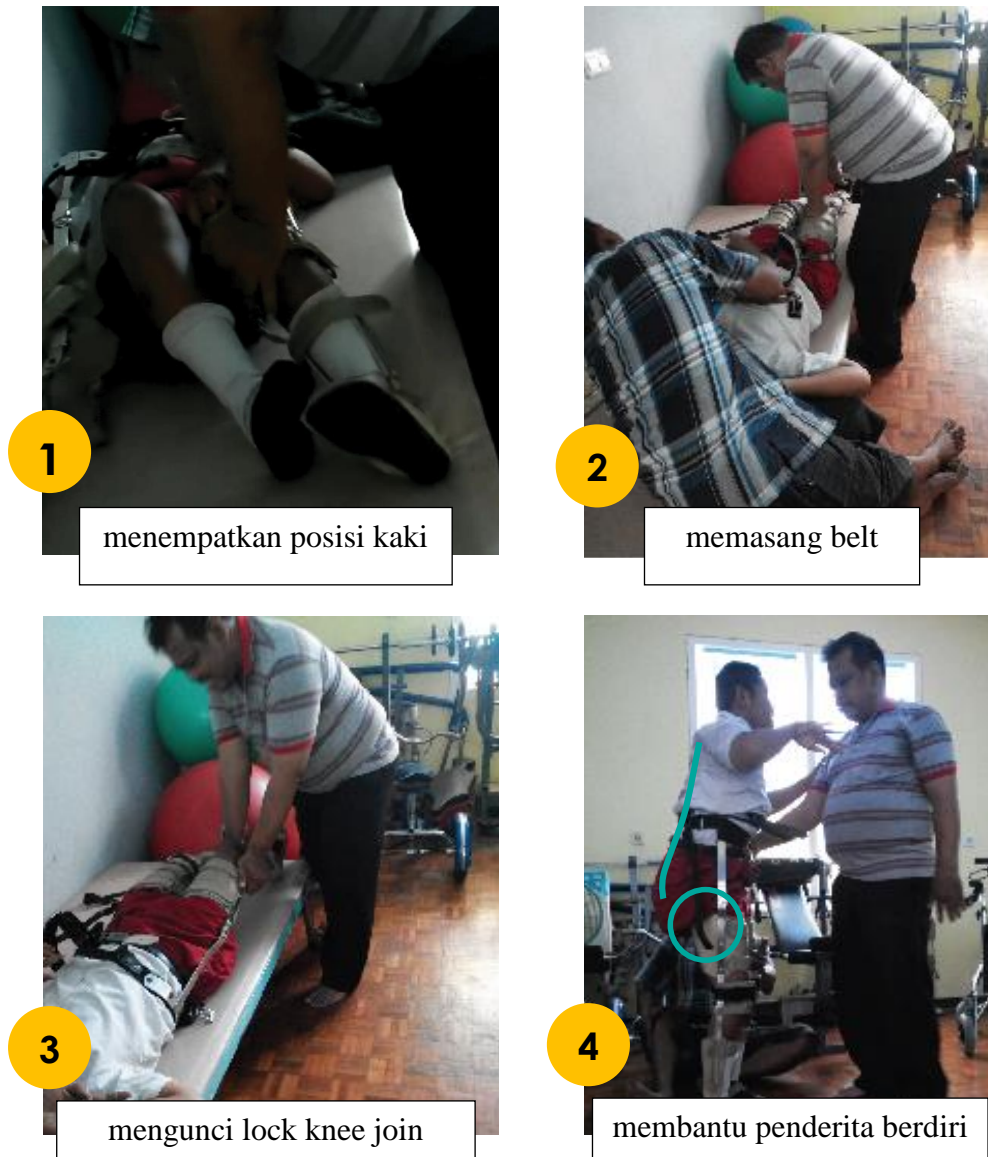 1
menempatkan posisi kaki
2
memasang belt
3
mengunci lock knee join
4
membantu penderita berdiri